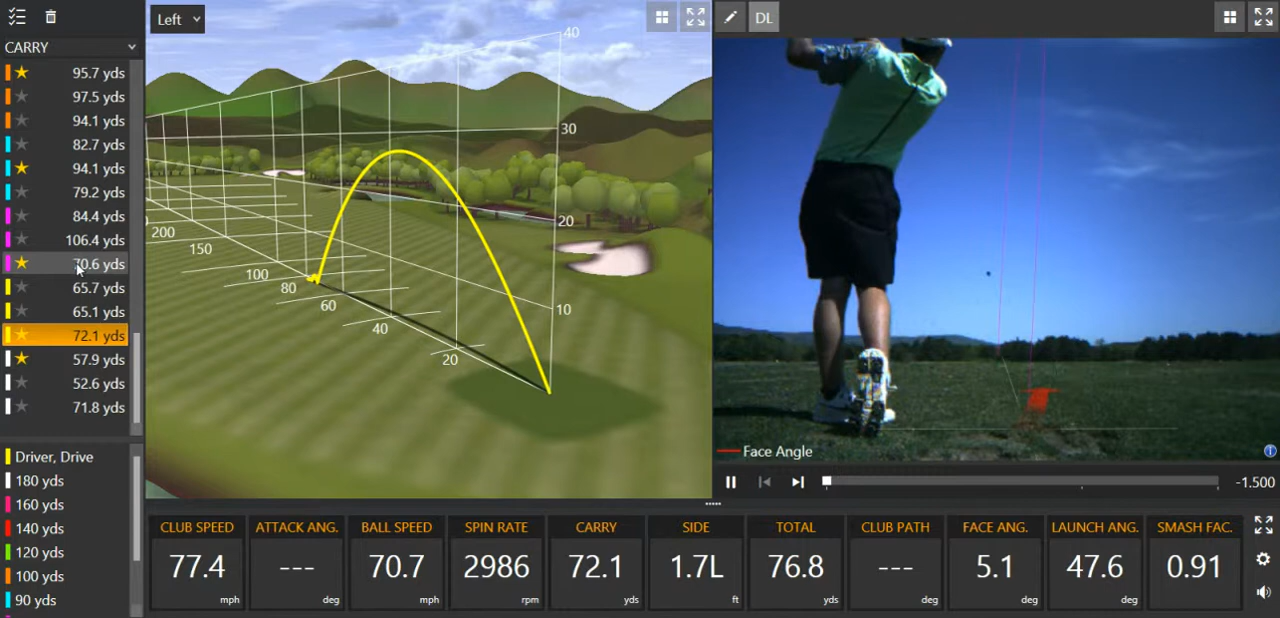 CARRY
95.7 yds
97.5 yds
94.1 yds
82.7 yds
94.1 yds
79.2 yds
84.4 yds
106.4 yds
70.6 yds
65.7 yds
65.1 yds
72.1 yds
57.9 yds
52.6 yds
71.8 yds
Driver, Drive
180 yds
160 yds
140 yds
120 yds
100 yds
90 yds
Left
40
30
20
10
200
150
100
80
60
40
20
DL
Face Angle
-1.500
CLUB SPEED
77.4
mph
ATTACK ANG.
---
deg
BALL SPEED
70.7
mph
SPIN RATE
2986
rpm
CARRY
72.1
yds
SIDE
1.7L
ft
TOTAL
76.8
yds
CLUB PATH
---
deg
FACE ANG.
5.1
deg
LAUNCH ANG.
47.6
deg
SMASH FAC.
0.91